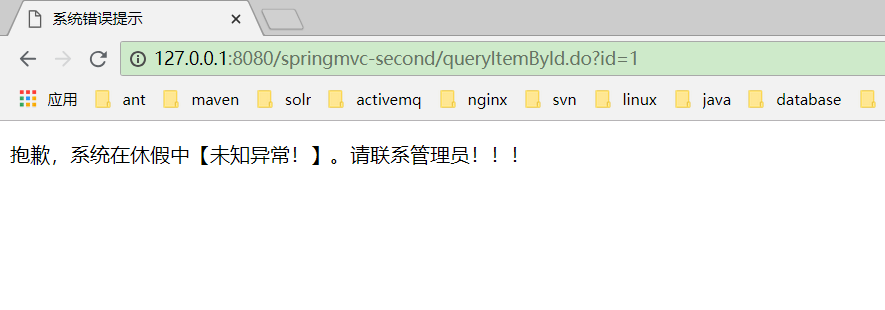 系统错误提示
127.0.0.1:8080/springmvc-second/queryItemById.do?id=1
应用 ant maven solr activemq nginx svn linux java database
抱歉，系统在休假中【未知异常！】。请联系管理员！！！